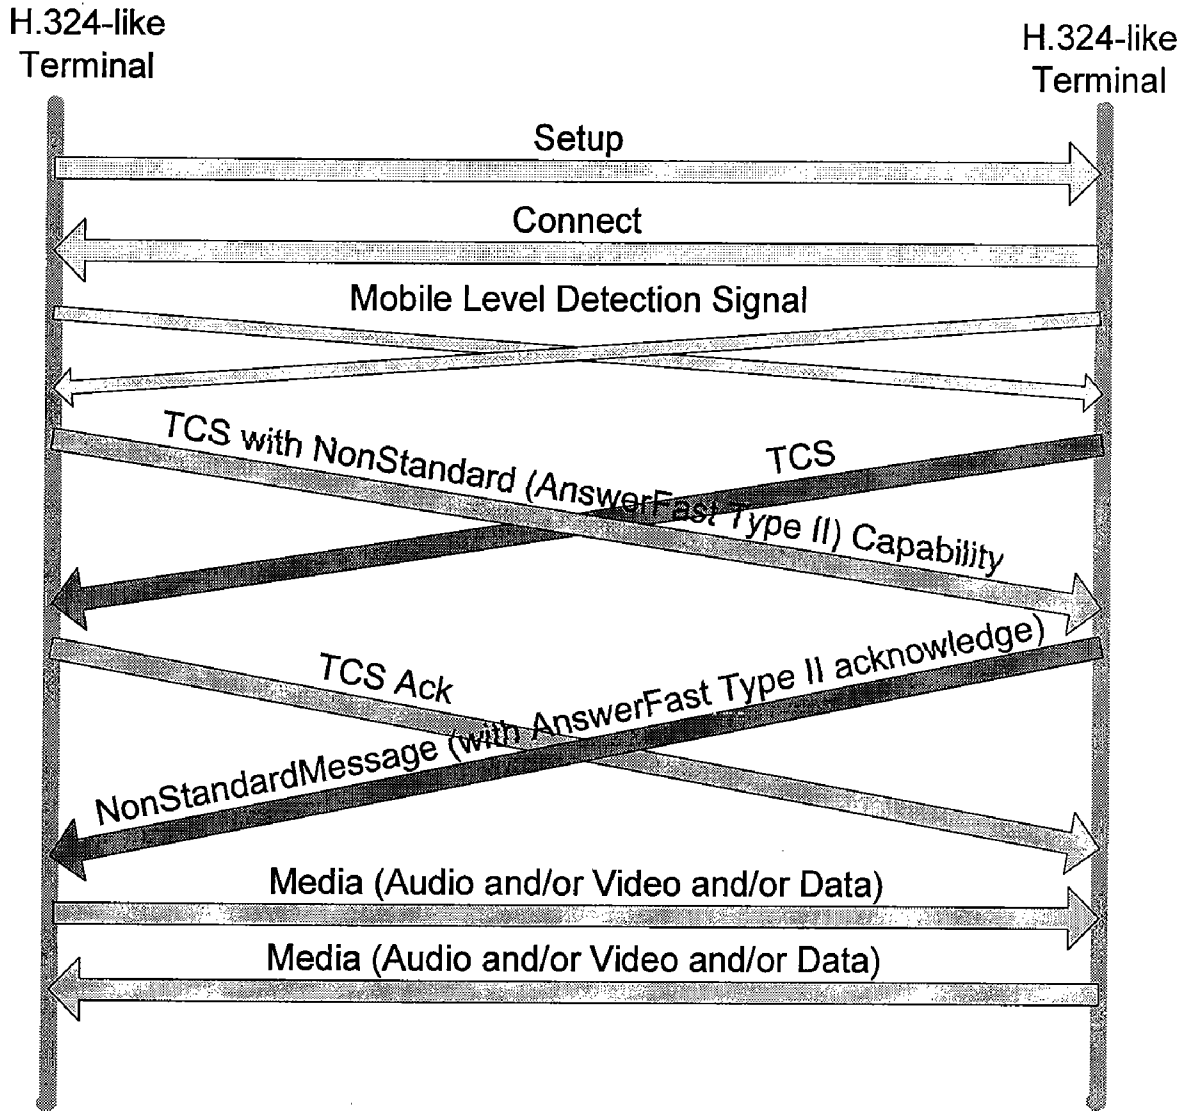 H.324-like
Terminal
H.324-like
Terminal
Setup
Connect
Mobile Level Detection Signal
TCS with NonStandard (AnswerFast Type II) Capability
TCS
TCS Ack
NonStandardMessage (with AnswerFast Type II acknowledge)
Media (Audio and/or Video and/or Data)
Media (Audio and/or Video and/or Data)